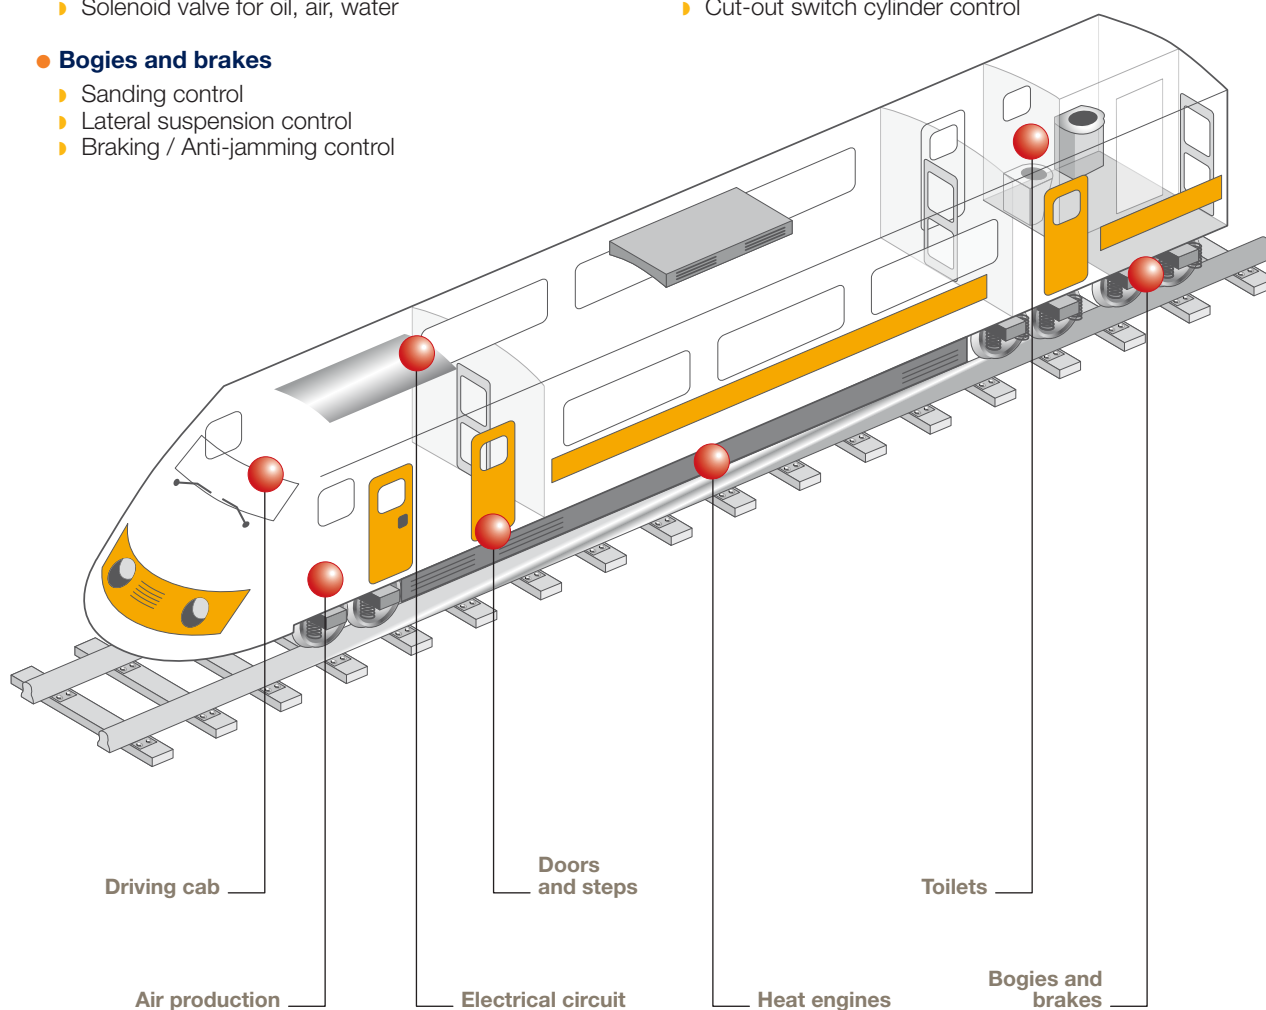 Solenoid valve for oil, air, water
Cut-out switch cylinder control
Bogies and brakes
Sanding control
Lateral suspension control
Braking / Anti-jamming control
Driving cab
Doors
and steps
Toilets
Air production
Electrical circuit
Heat engines
Bogies and
brakes